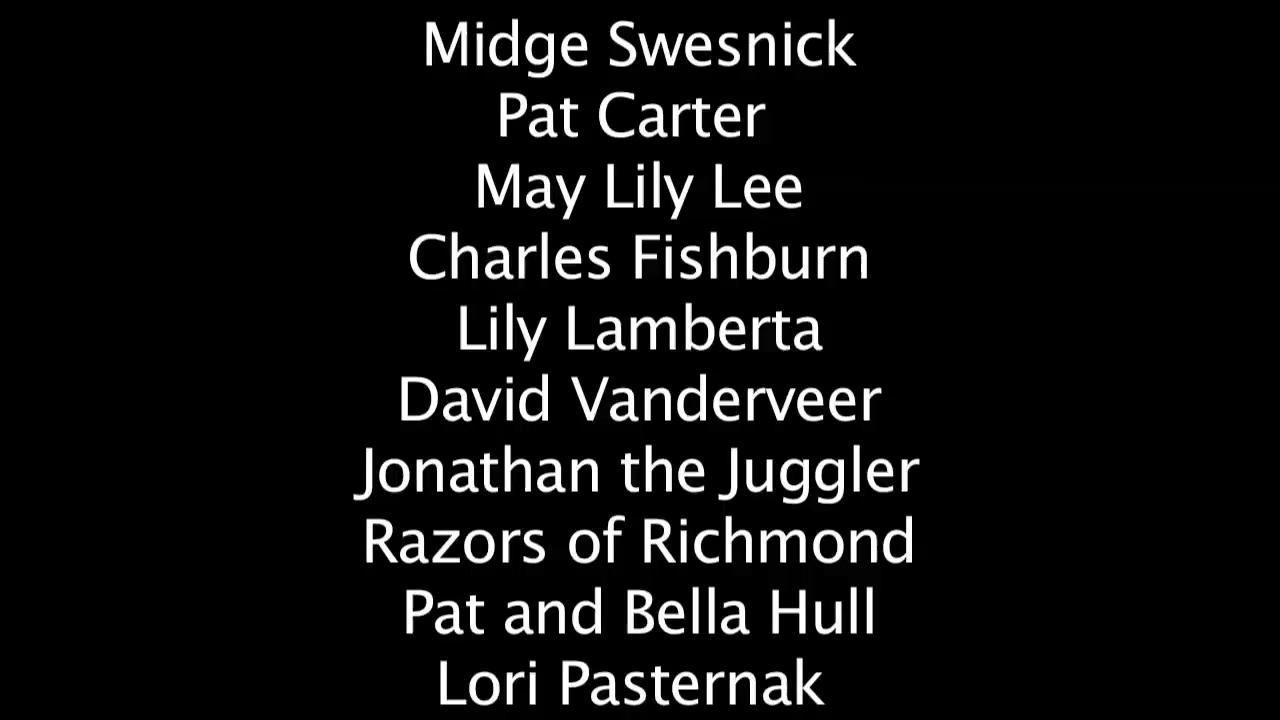 Midge Swesnick
Pat Carter
May Lily Lee
Charles Fishburn
Lily Lamberta
David Vanderveer
Jonathan the Juggler
Razors of Richmond
Pat and Bella Hull
Lori Pasternak